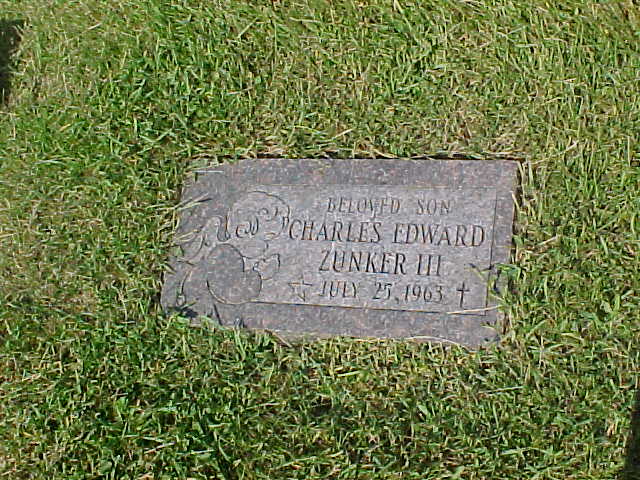 BELOVED SON
CHARLES EDWARD
ZUNKER III
JULY 25, 1963